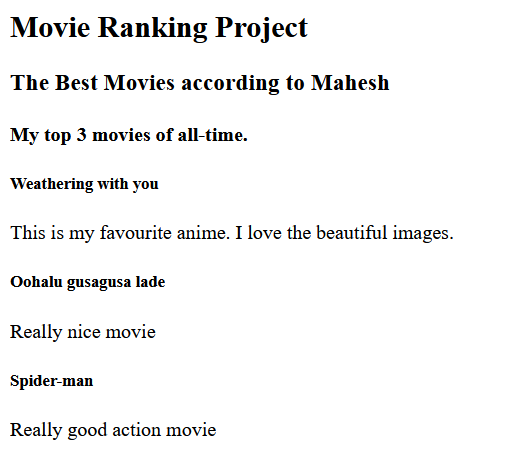 Movie Ranking Project
The Best Movies according to Mahesh
My top 3 movies of all-time.
Weathering with you
This is my favourite anime. I love the beautiful images.
Oohalu gusagusa lade
Really nice movie
Spider-man
Really good action movie